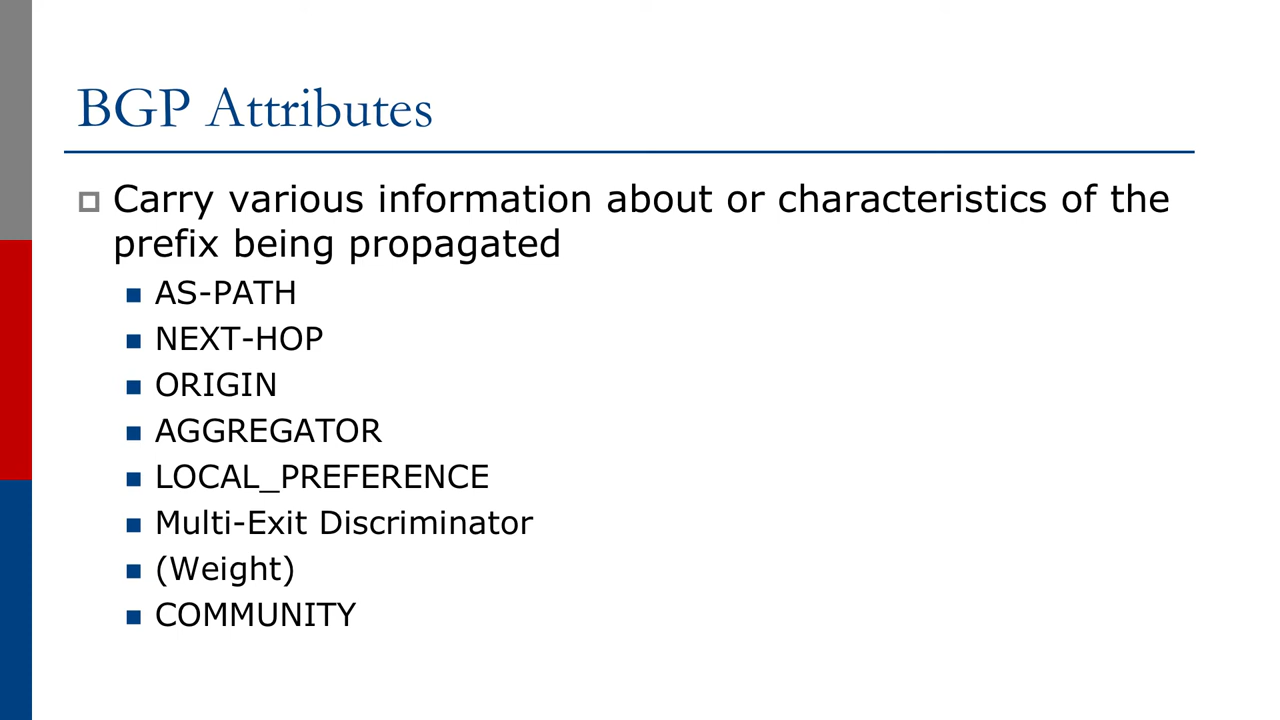 BGP Attributes
Carry various information about or characteristics of the
prefix being propagated
AS-PATH
NEXT-HOP
ORIGIN
AGGREGATOR
LOCAL_PREFERENCE
Multi-Exit Discriminator
(Weight)
COMMUNITY